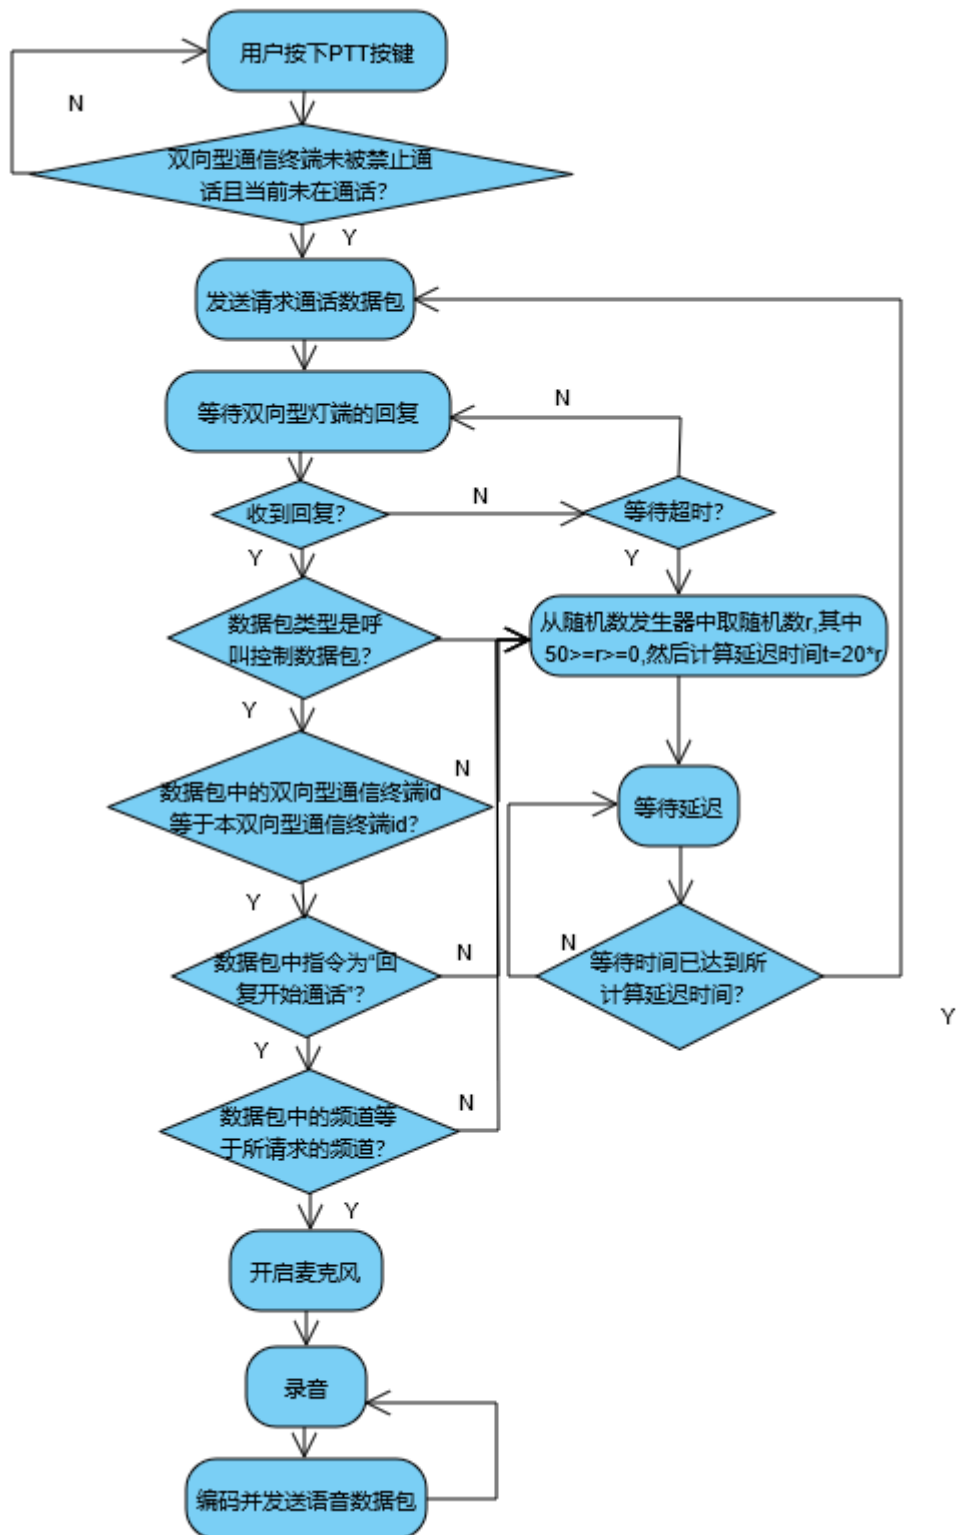 用户按下PTT按键
N
双向型通信终端未被禁止通
话且当前未在通话?
Y
发送请求通话数据包
等待双向型灯端的回复
N
收到回复?
N
等待超时?
Y
Y
数据包类型是呼
叫控制数据包?
从随机数发生器中取随机数r,其中
50>=r>=0,然后计算延迟时间t=20*r
Y
N
数据包中的双向型通信终端id
等于本双向型通信终端id?
等待延迟
Y
N
数据包中指令为“回
复开始通话”?
N
等待时间已达到所
计算延迟时间?
Y
Y
N
数据包中的频道等
于所请求的频道?
Y
开启麦克风
录音
编码并发送语音数据包